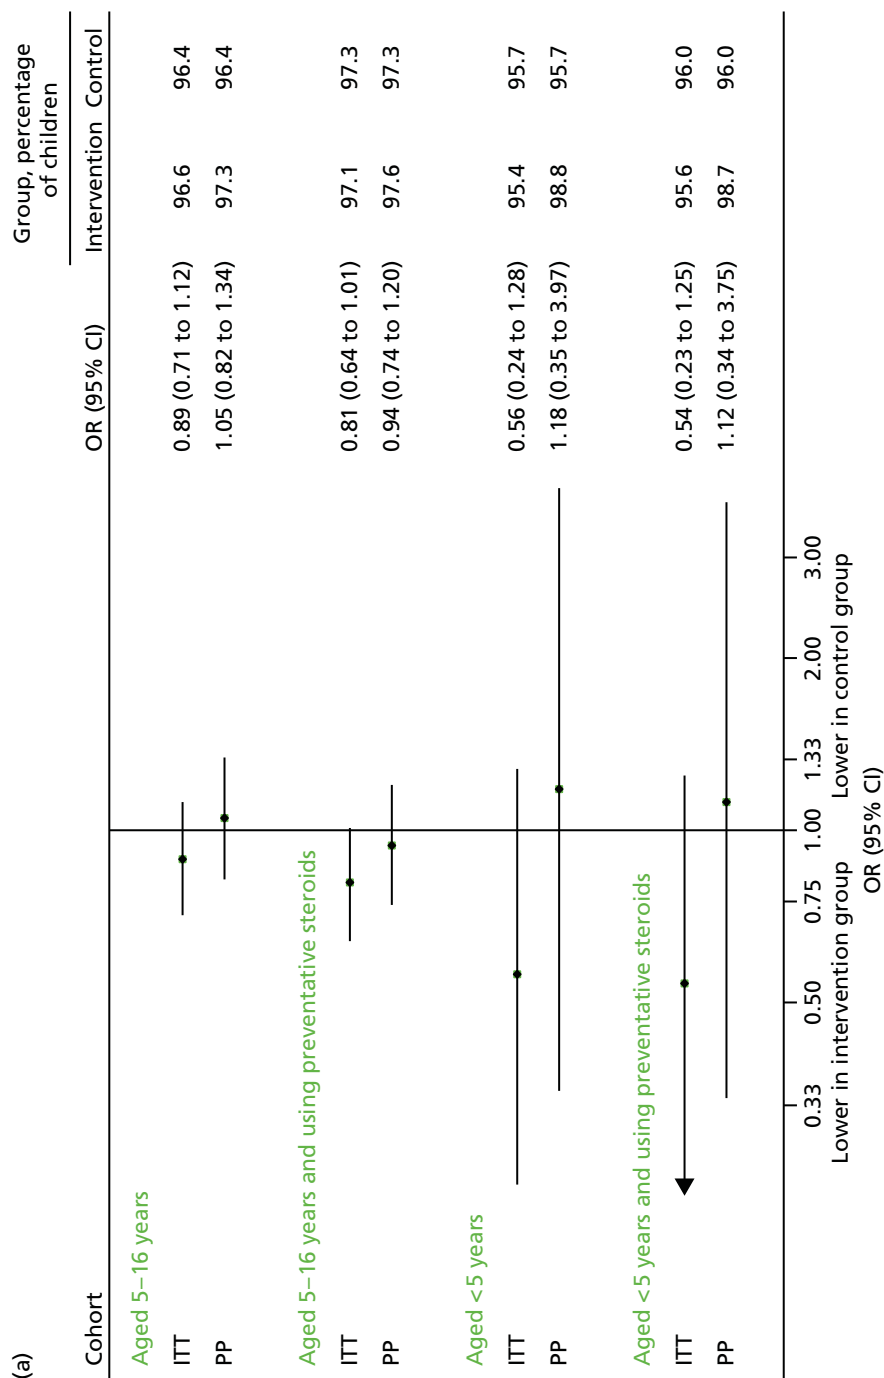 (a)
Group, percentage
of children
Cohort OR (95% CI) Intervention Control
Aged 5–16 years
ITT 0.89 (0.71 to 1.12) 96.6 96.4
PP 1.05 (0.82 to 1.34) 97.3 96.4
Aged 5–16 years and using preventative steroids
ITT 0.81 (0.64 to 1.01) 97.1 97.3
PP 0.94 (0.74 to 1.20) 97.6 97.3
Aged <5 years
ITT 0.56 (0.24 to 1.28) 95.4 95.7
PP 1.18 (0.35 to 3.97) 98.8 95.7
Aged <5 years and using preventative steroids
ITT 0.54 (0.23 to 1.25) 95.6 96.0
PP 1.12 (0.34 to 3.75) 98.7 96.0
0.33 0.50 0.75 1.00 1.33 2.00 3.00
Lower in intervention group Lower in control group
OR (95% CI)